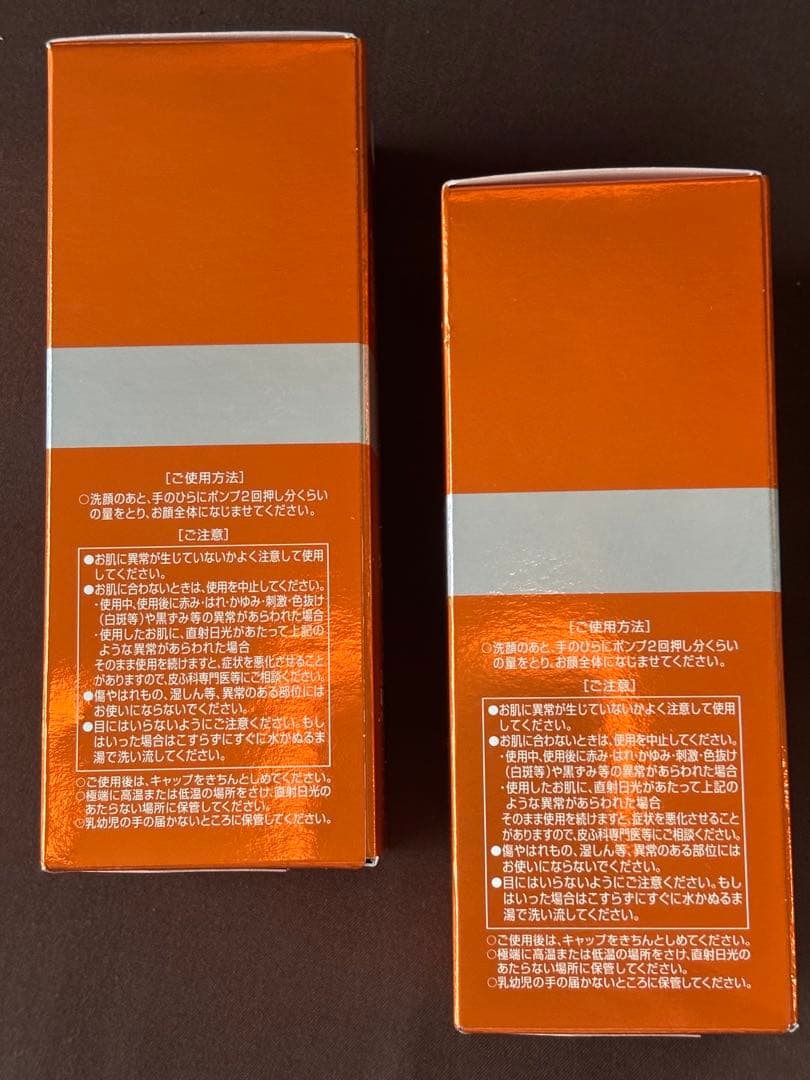 [ご使用方法]
○洗顔のあと、手のひらにポンプ2回押し分くらい
の量をとり、お顔全体になじませてください。
[ご注意]
●お肌に異常が生じていないかよく注意して使用
してください。
●お肌に合わないときは、使用を中止してください。
・使用中、使用後に赤み・はれ・かゆみ・刺激・色抜け
(白斑等)や黒ずみ等の異常があらわれた場合
・使用したお肌に、直射日光があたって上記の
ような異常があらわれた場合
そのまま使用を続けますと、症状を悪化させること
がありますので、皮ふ科専門医等にご相談ください。
●傷やはれもの、湿しん等、異常のある部位には
お使いにならないでください。
●目にはいらないようにご注意ください。もし
はいった場合はこすらずにすぐに水かぬるま
湯で洗い流してください。
○ご使用後は、キャップをきちんとしめてください。
○極端に高温または低温の場所をさけ、直射日光の
あたらない場所に保管してください。
○乳幼児の手の届かないところに保管してください。
[ご使用方法]
○洗顔のあと、手のひらにポンプ2回押し分くらい
の量をとり、お顔全体になじませてください。
[ご注意]
●お肌に異常が生じていないかよく注意して使用
してください。
●お肌に合わないときは、使用を中止してください。
・使用中、使用後に赤み・はれ・かゆみ・刺激・色抜け
(白斑等)や黒ずみ等の異常があらわれた場合
・使用したお肌に、直射日光があたって上記の
ような異常があらわれた場合
そのまま使用を続けますと、症状を悪化させること
がありますので、皮ふ科専門医等にご相談ください。
●傷やはれもの、湿しん等、異常のある部位には
お使いにならないでください。
●目にはいらないようにご注意ください。もし
はいった場合はこすらずにすぐに水かぬるま
湯で洗い流してください。
○ご使用後は、キャップをきちんとしめてください。
○極端に高温または低温の場所をさけ、直射日光の
あたらない場所に保管してください。
○乳幼児の手の届かないところに保管してください。